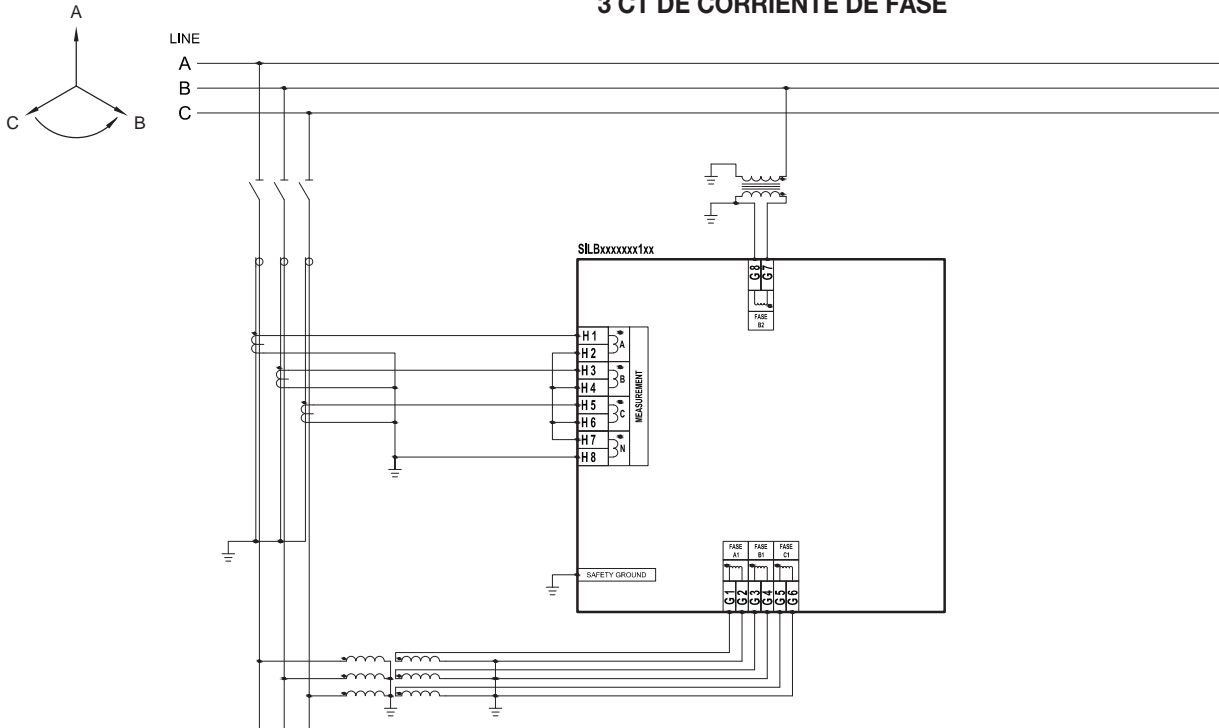 3 CT DE CORRIENTE DE FASE
A
C
B
LINE
A
B
C
SILBxxxxxxx1xx
G8
G7
FASE
B2
H1
H2
H3
H4
H5
H6
H7
H8
A
B
C
N
MEASUREMENT
SAFETY GROUND
FASE
A1
FASE
B1
FASE
C1
G1
G2
G3
G4
G5
G6